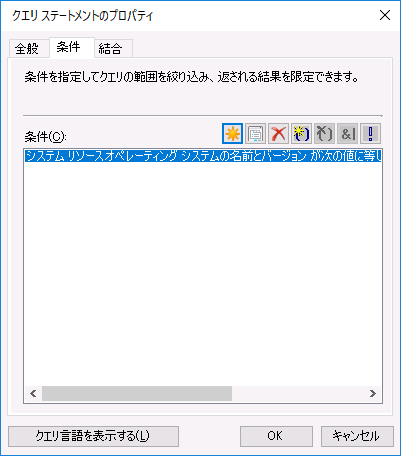 クエリ ステートメントのプロパティ
全般 条件 結合
条件を指定してクエリの範囲を絞り込み、返される結果を限定できます。
条件(C):
&|
!
システム リソース オペレーティング システムの名前とバージョン が次の値に等し
クエリ言語を表示する(L) OK キャンセル